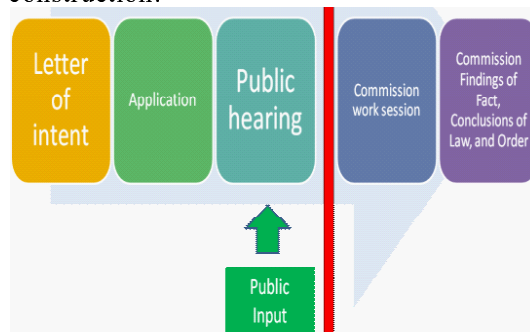 construction.
Letter
of
intent
Application
Public
hearing
Commission
work session
Commission
Findings of
Fact,
Conclusions of
Law, and Order
Public
Input